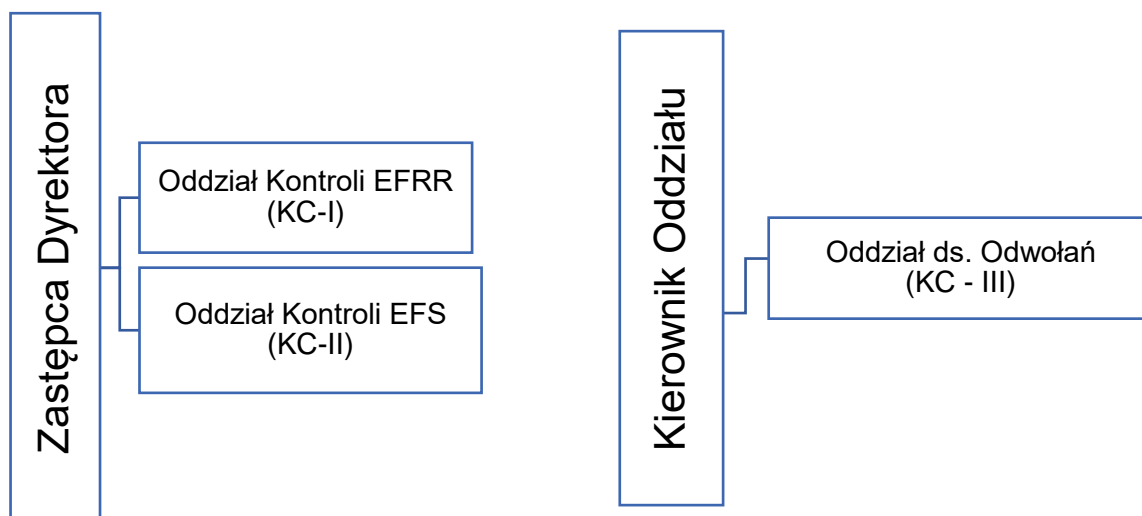 Zastępca Dyrektora
Oddział Kontroli EFRR
(KC-I)
Oddział Kontroli EFS
(KC-II)
Kierownik Oddziału
Oddział ds. Odwołań
(KC - III)